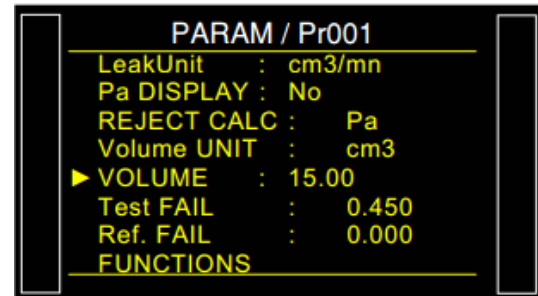 PARAM / Pr001
LeakUnit : cm3/mn
Pa DISPLAY : No
REJECT CALC : Pa
Volume UNIT : cm3
► VOLUME : 15.00
Test FAIL : 0.450
Ref. FAIL : 0.000
FUNCTIONS